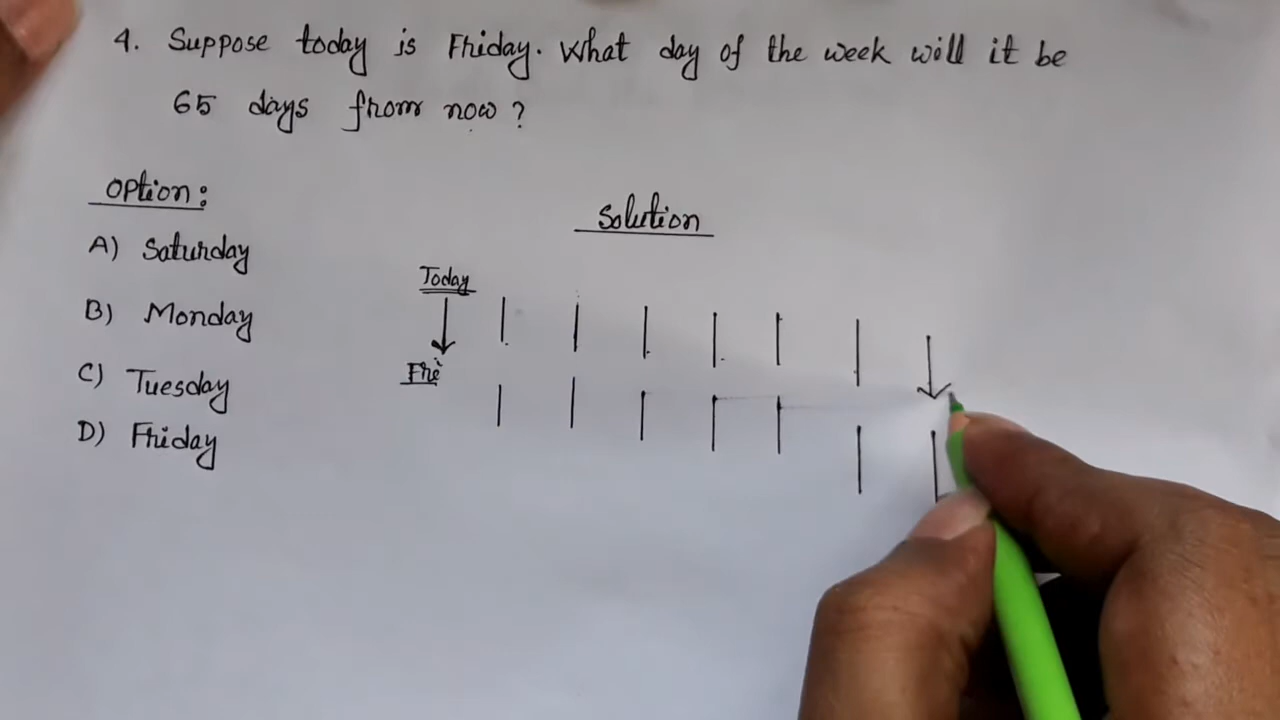 4. Suppose today is Friday. What day of the week will it be
65 days from now?
Option:
A) Saturday
B) Monday
C) Tuesday
D) Friday
Solution
Today
Fri